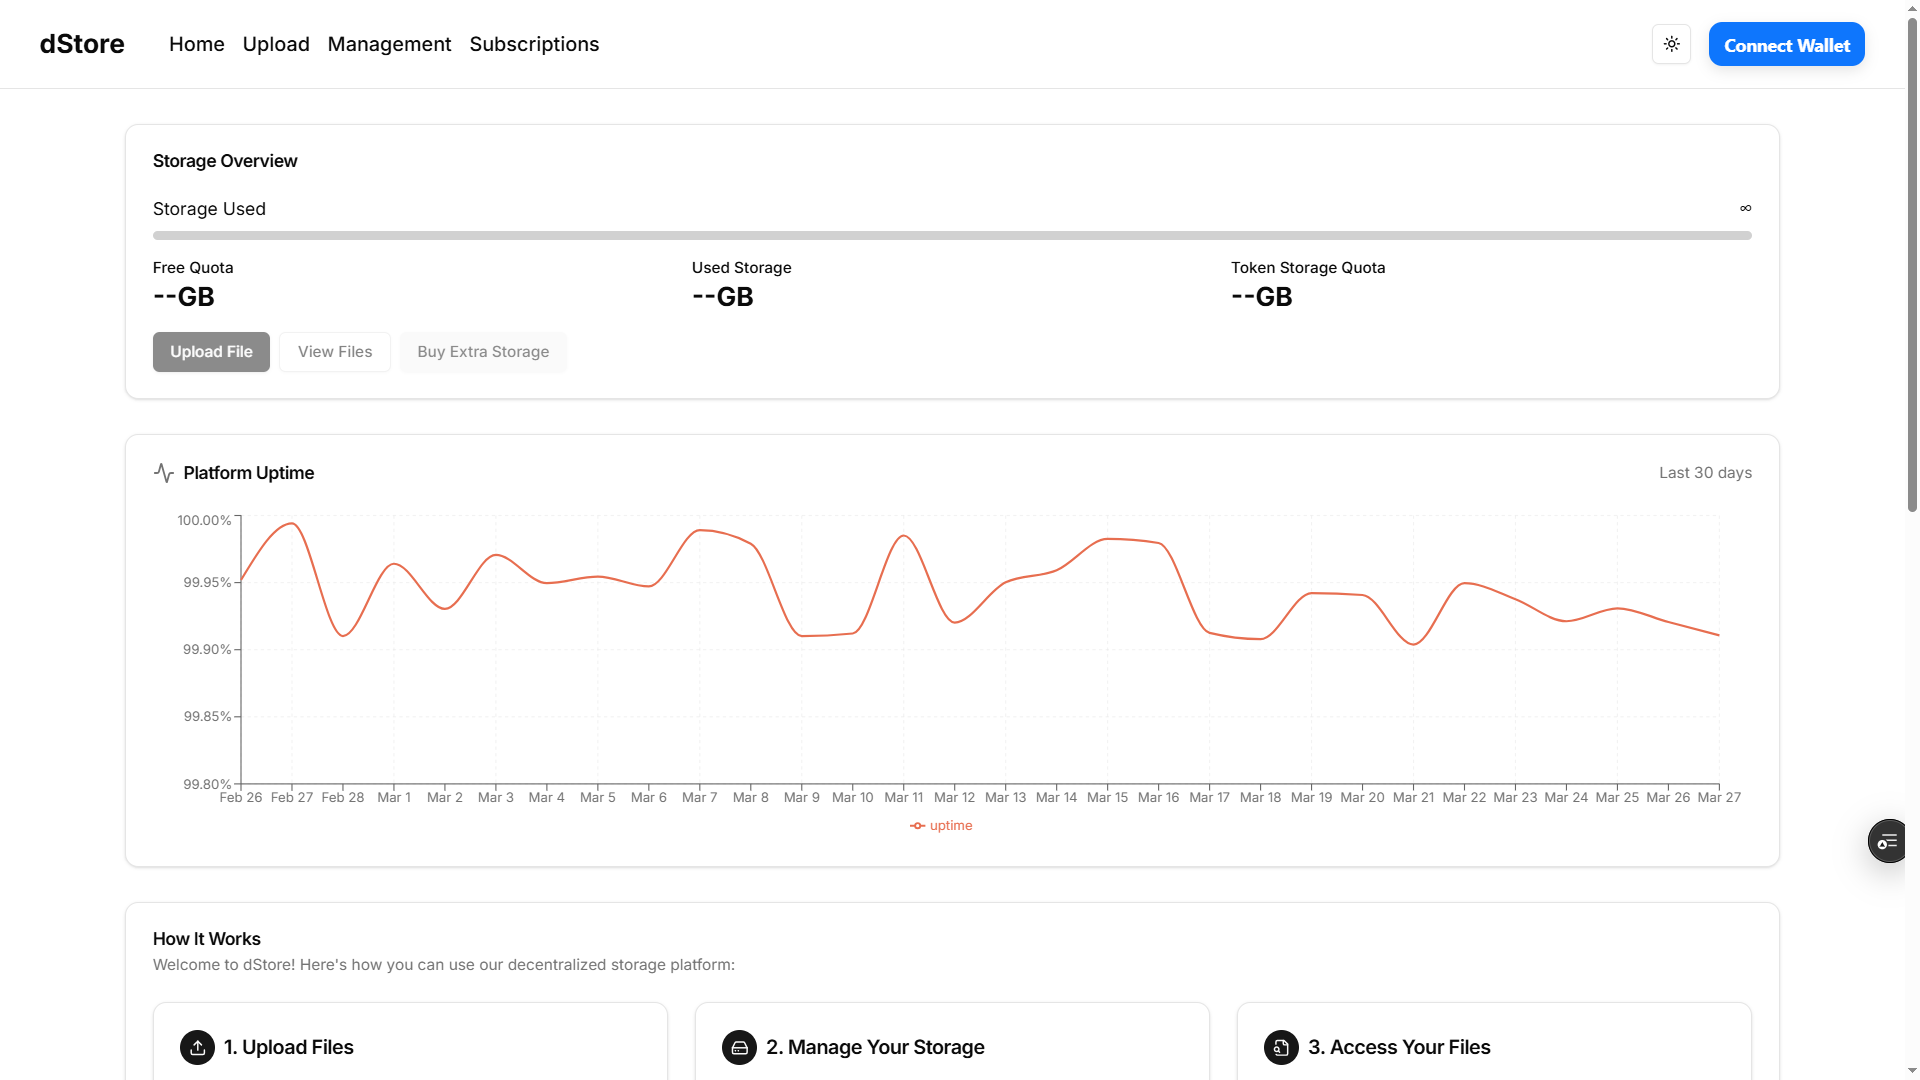 dStore Home Upload Management Subscriptions Connect Wallet
Storage Overview
Storage Used ∞
Free Quota Used Storage Token Storage Quota
--GB --GB --GB
Upload File View Files Buy Extra Storage
Platform Uptime Last 30 days
100.00%
99.95%
99.90%
99.85%
99.80%
Feb 26 Feb 27 Feb 28 Mar 1 Mar 2 Mar 3 Mar 4 Mar 5 Mar 6 Mar 7 Mar 8 Mar 9 Mar 10 Mar 11 Mar 12 Mar 13 Mar 14 Mar 15 Mar 16 Mar 17 Mar 18 Mar 19 Mar 20 Mar 21 Mar 22 Mar 23 Mar 24 Mar 25 Mar 26 Mar 27
uptime
How It Works
Welcome to dStore! Here's how you can use our decentralized storage platform:
1. Upload Files 2. Manage Your Storage 3. Access Your Files